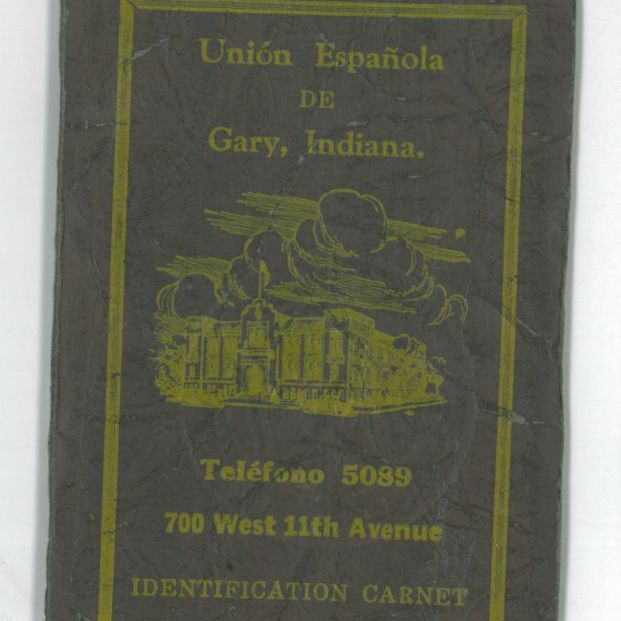 Unión Española
DE
Gary, Indiana.
Teléfono 5089
700 West 11th Avenue
IDENTIFICATION CARNET